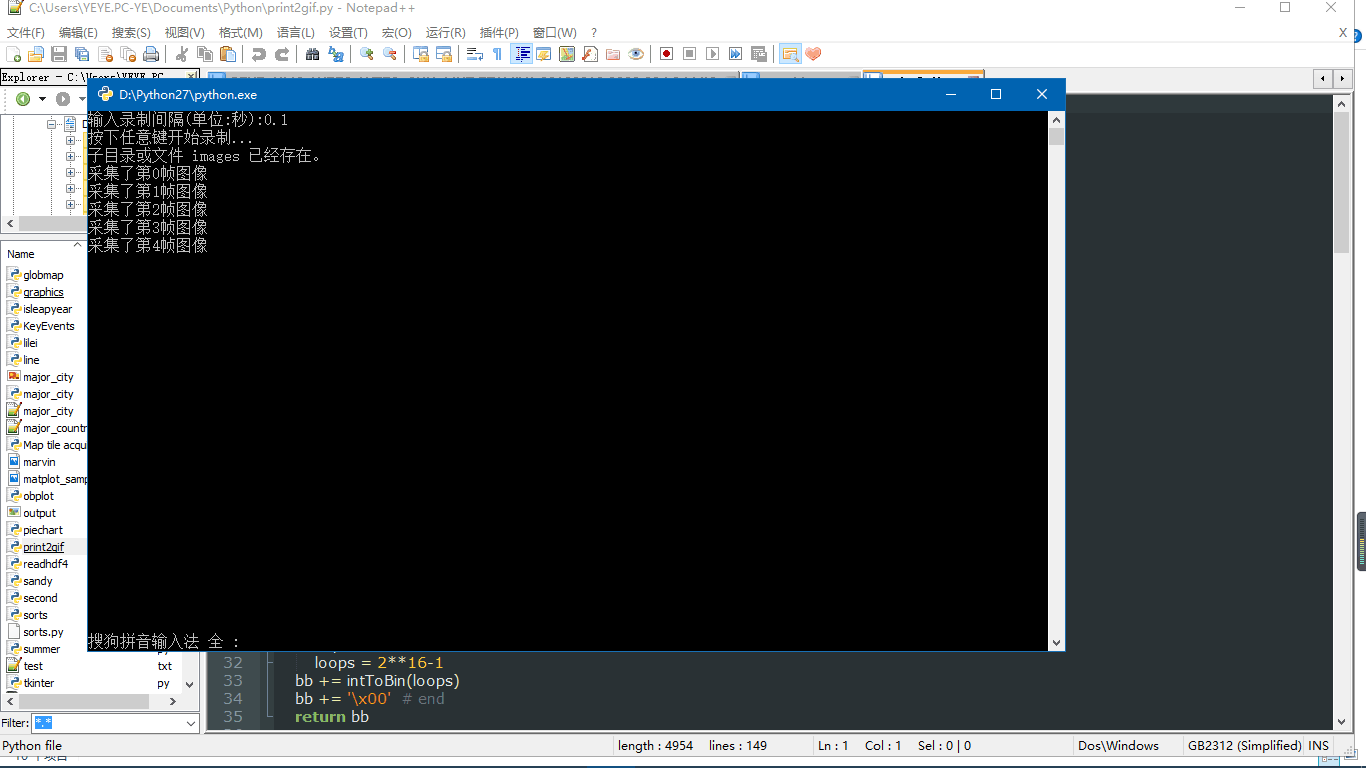 C:\Users\YEYE.PC-YE\Documents\Python\print2gif.py - Notepad++
文件(F) 编辑(E) 搜索(S) 视图(V) 格式(M) 语言(L) 设置(T) 宏(O) 运行(R) 插件(P) 窗口(W) ? X
D:\Python27\python.exe
输入录制间隔(单位:秒):0.1
按下任意键开始录制...
子目录或文件 images 已经存在。
采集了第0帧图像
采集了第1帧图像
采集了第2帧图像
采集了第3帧图像
采集了第4帧图像
搜狗拼音输入法 全 :
Name
globmap
graphics
isleapyear
KeyEvents
lilei
line
major_city
major_city
major_city
major_countr
Map tile acqu
marvin
matplot_samp
obplot
output
piechart
print2gif
readhdf4
sandy
second
sorts
sorts.py
summer
test txt
tkinter py
Filter: *.*
32 loops = 2**16-1
33 bb += intToBin(loops)
34 bb += '\x00' # end
35 return bb
Python file length : 4954 lines : 149 Ln : 1 Col : 1 Sel : 0 | 0 Dos\Windows GB2312 (Simplified) INS